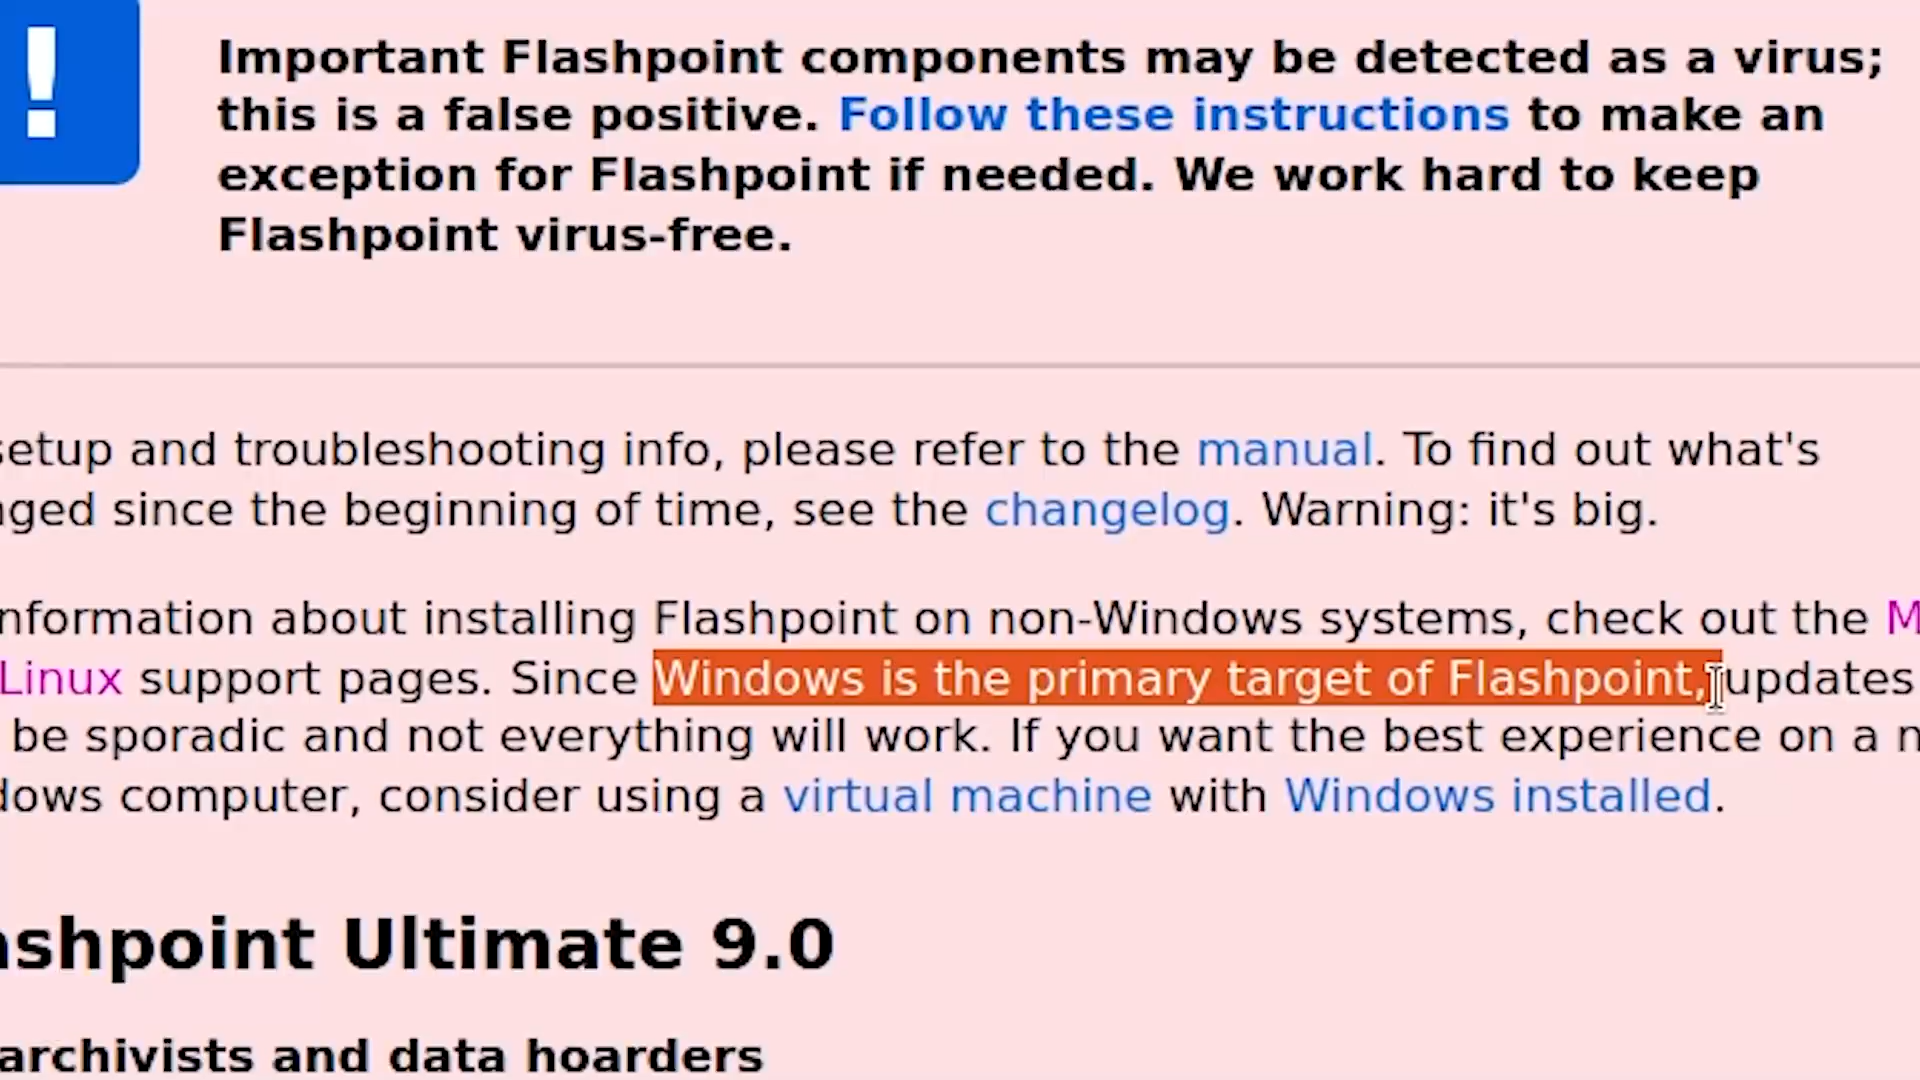 !
Important Flashpoint components may be detected as a virus;
this is a false positive. Follow these instructions to make an
exception for Flashpoint if needed. We work hard to keep
Flashpoint virus-free.
setup and troubleshooting info, please refer to the manual. To find out what's
nged since the beginning of time, see the changelog. Warning: it's big.
nformation about installing Flashpoint on non-Windows systems, check out the M
Linux support pages. Since Windows is the primary target of Flashpoint, updates
be sporadic and not everything will work. If you want the best experience on a n
dows computer, consider using a virtual machine with Windows installed.
ashpoint Ultimate 9.0
archivists and data hoarders